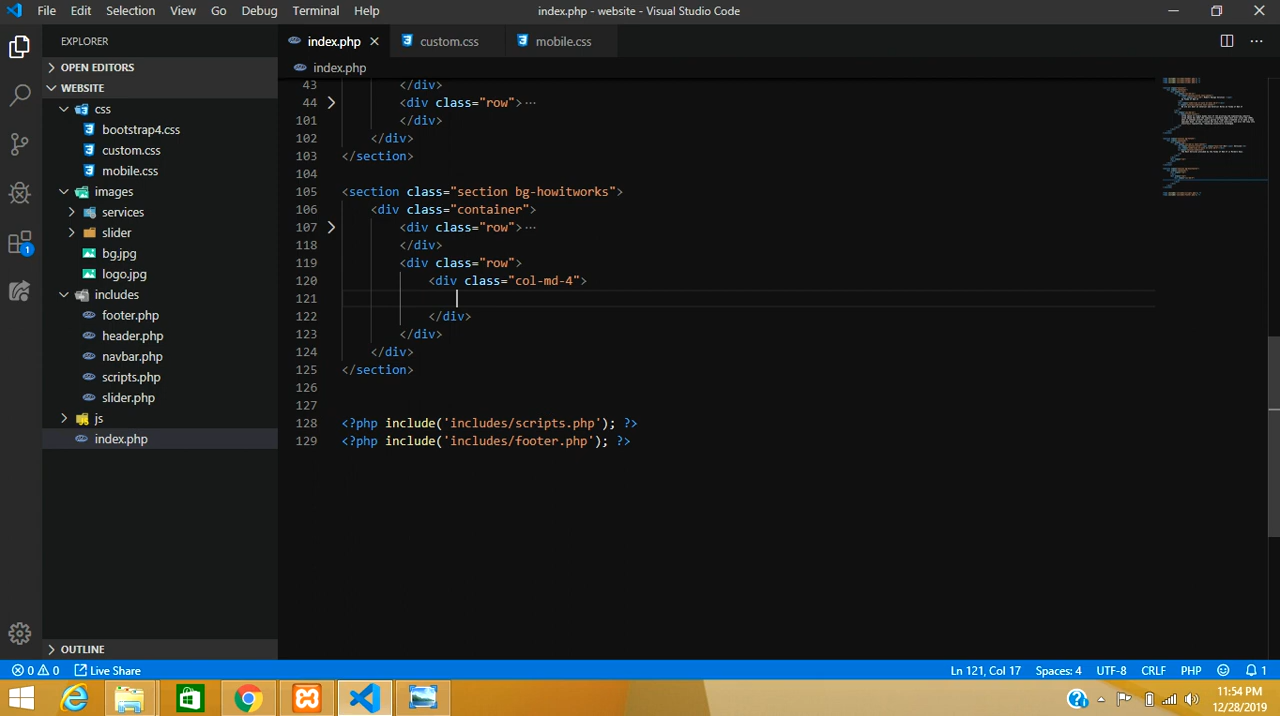 File Edit Selection View Go Debug Terminal Help index.php - website - Visual Studio Code
EXPLORER
OPEN EDITORS
WEBSITE
css
bootstrap4.css
custom.css
mobile.css
images
services
slider
bg.jpg
logo.jpg
includes
footer.php
header.php
navbar.php
scripts.php
slider.php
js
index.php
OUTLINE
index.php custom.css mobile.css
index.php
43 </div>
44 <div class="row">···
101 </div>
102 </div>
103 </section>
104
105 <section class="section bg-howitworks">
106 <div class="container">
107 <div class="row">···
118 </div>
119 <div class="row">
120 <div class="col-md-4">
121
122 </div>
123 </div>
124 </div>
125 </section>
126
127
128 <?php include('includes/scripts.php'); ?>
129 <?php include('includes/footer.php'); ?>
1
0 0 Live Share Ln 121, Col 17 Spaces: 4 UTF-8 CRLF PHP 1
11:54 PM
12/28/2019